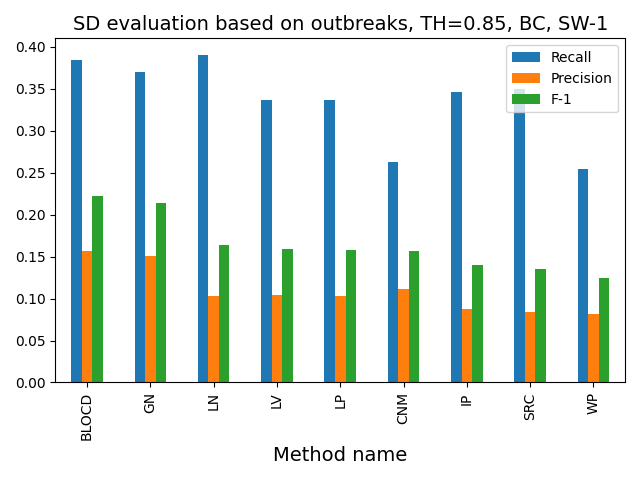 SD evaluation based on outbreaks, TH=0.85, BC, SW-1
0.40
0.35
0.30
0.25
0.20
0.15
0.10
0.05
0.00
Recall
Precision
F-1
BLOCD
GN
LN
LV
LP
CNM
IP
SRC
WP
Method name